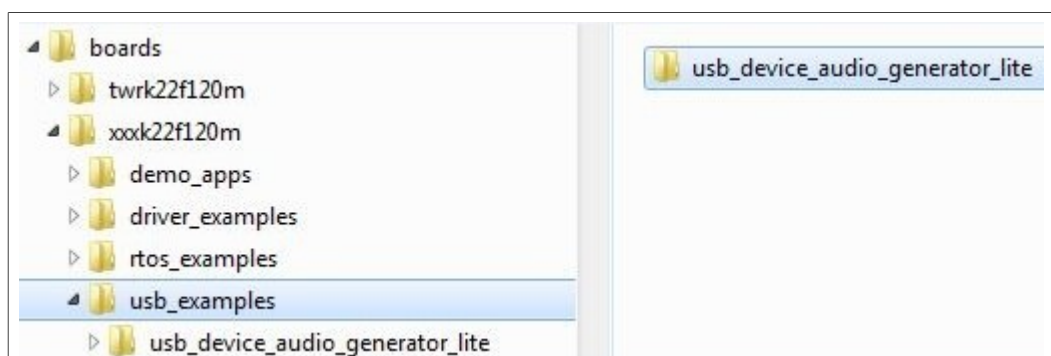 boards
twrk22f120m
xxxk22f120m
demo_apps
driver_examples
rtos_examples
usb_examples
usb_device_audio_generator_lite
usb_device_audio_generator_lite